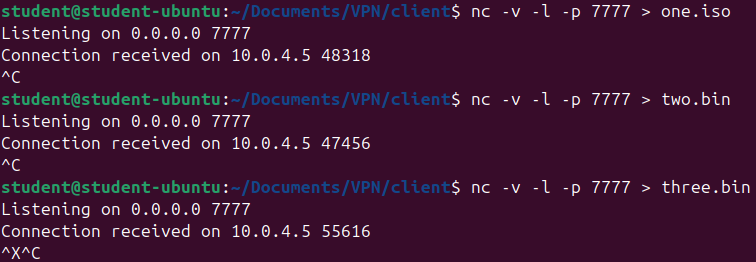 student@student-ubuntu:~/Documents/VPN/client$ nc -v -l -p 7777 > one.iso
Listening on 0.0.0.0 7777
Connection received on 10.0.4.5 48318
^C
student@student-ubuntu:~/Documents/VPN/client$ nc -v -l -p 7777 > two.bin
Listening on 0.0.0.0 7777
Connection received on 10.0.4.5 47456
^C
student@student-ubuntu:~/Documents/VPN/client$ nc -v -l -p 7777 > three.bin
Listening on 0.0.0.0 7777
Connection received on 10.0.4.5 55616
^X^C